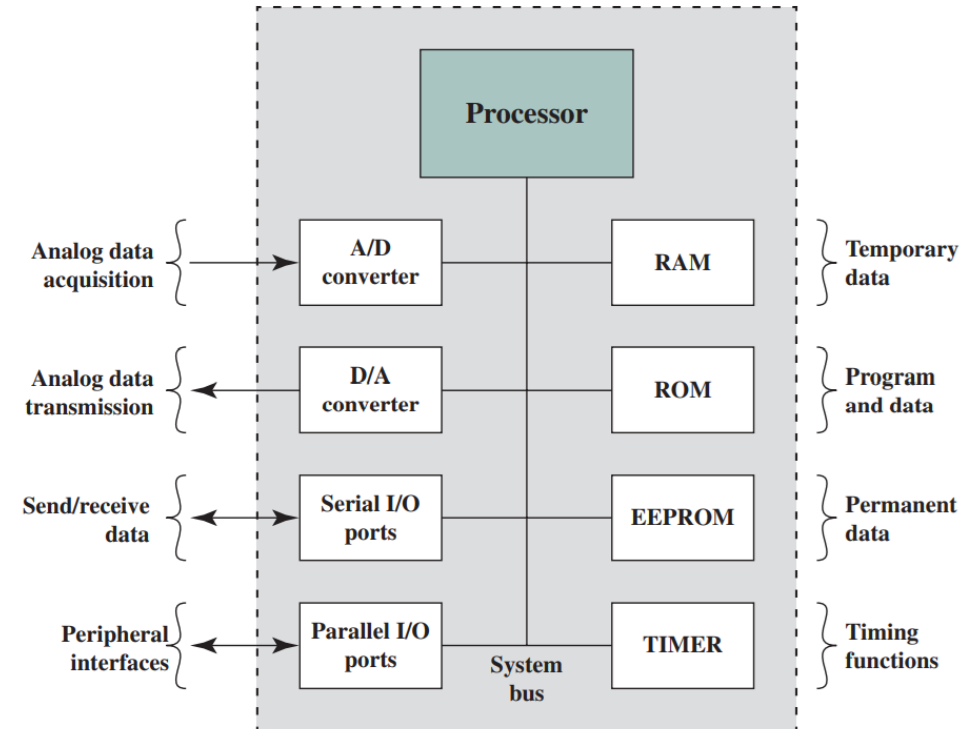 Processor
Analog data
acquisition
A/D
converter
RAM
Temporary
data
Analog data
transmission
D/A
converter
ROM
Program
and data
Send/receive
data
Serial I/O
ports
EEPROM
Permanent
data
Peripheral
interfaces
Parallel I/O
ports
System
bus
TIMER
Timing
functions